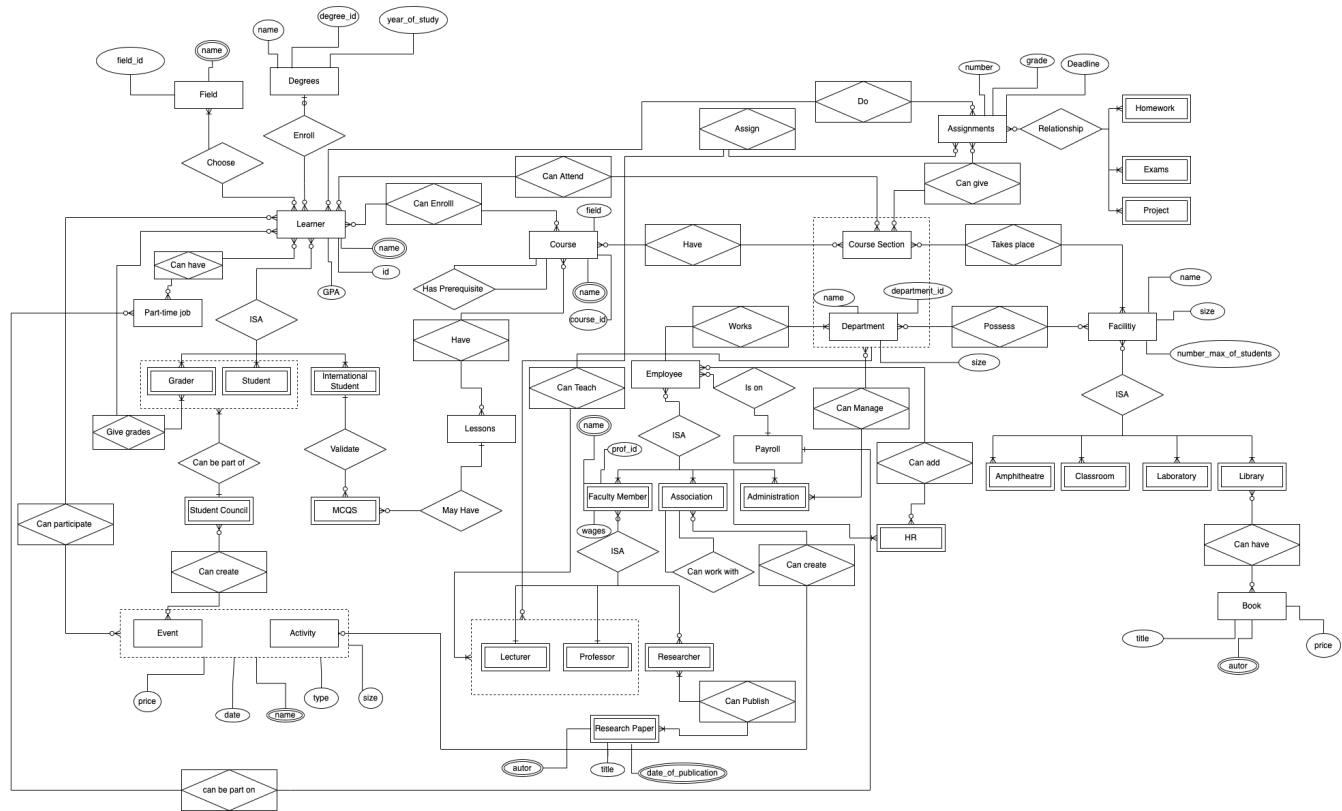 degree_id
year_of_study
name
name
field_id
Degrees
Field
number
grade
Deadline
Do
Homework
Assign
Assignments
Relationship
Enroll
Choose
Can Attend
Can give
Exams
Project
Can Enrolll
field
Learner
Course
Have
Course Section
Takes place
name
id
GPA
Can have
Has Prerequisite
name
course_id
name
department_id
name
size
Part-time job
ISA
Have
Works
Department
Possess
Facilitiy
number_max_of_students
size
Grader
Student
International
Student
Can Teach
Employee
Is on
Can Manage
ISA
Give grades
Lessons
name
ISA
Payroll
Can be part of
Validate
prof_id
Can add
Amphitheatre
Classroom
Laboratory
Library
Faculty Member
Association
Administration
Student Council
MCQS
May Have
Can participate
wages
HR
Can have
ISA
Can work with
Can create
Can create
Book
Event
Activity
title
autor
price
Lecturer
Professor
Researcher
price
date
name
type
size
Can Publish
Research Paper
autor
title
date_of_publication
can be part on